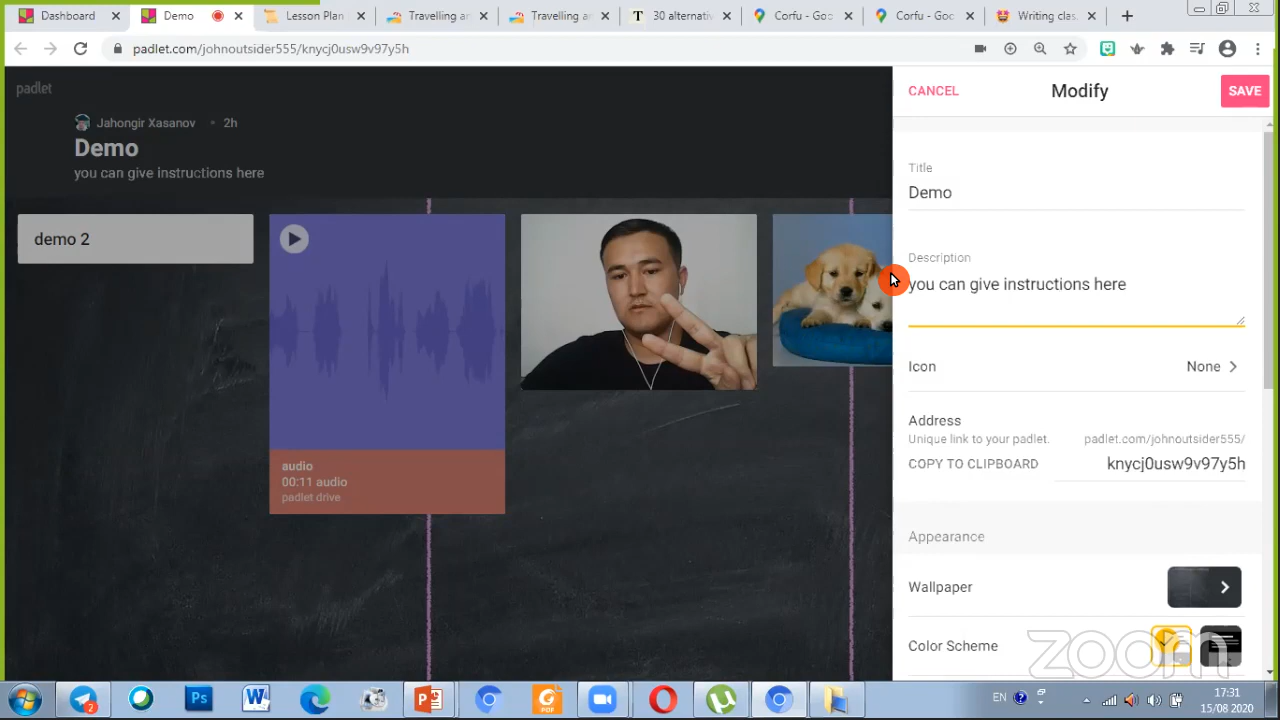 Dashboard
Demo
Lesson Plan
Travelling
Travelling ar
30 alternati
Corfu - Goo
Corfu - Goo
Writing clas
padlet.com/johnoutsider555/knycj0usw9v97y5h
padlet
Jahongir Xasanov • 2h
Demo
you can give instructions here
demo 2
audio
00:11 audio
padlet drive
CANCEL
Modify
SAVE
Title
Demo
Description
you can give instructions here
Icon
None
Address
Unique link to your padlet.
padlet.com/johnoutsider555/
COPY TO CLIPBOARD
knycj0usw9v97y5h
Appearance
Wallpaper
Color Scheme
zoom
2
Ps
W
PDF
EN
17:31
15/08 2020